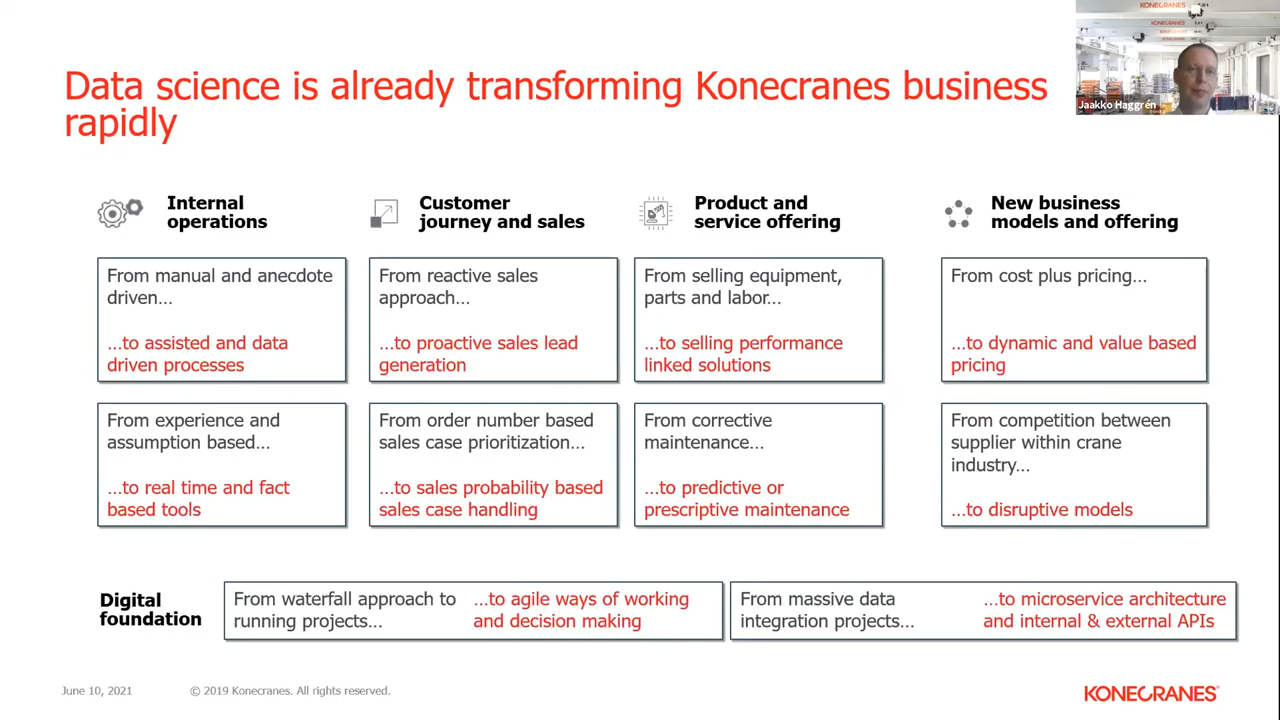 KONECRANES
KONECRANES
Jaakko Haggrén
Data science is already transforming Konecranes business
rapidly
Internal
operations
Customer
journey and sales
Product and
service offering
New business
models and offering
From manual and anecdote
driven...
...to assisted and data
driven processes
From reactive sales
approach...
...to proactive sales lead
generation
From selling equipment,
parts and labor...
...to selling performance
linked solutions
From cost plus pricing...
...to dynamic and value based
pricing
From experience and
assumption based...
...to real time and fact
based tools
From order number based
sales case prioritization...
...to sales probability based
sales case handling
From corrective
maintenance...
...to predictive or
prescriptive maintenance
From competition between
supplier within crane
industry...
...to disruptive models
Digital
foundation
From waterfall approach to
running projects...
...to agile ways of working
and decision making
From massive data
integration projects...
...to microservice architecture
and internal & external APIs
June 10, 2021
© 2019 Konecranes. All rights reserved.
KONECRANES®